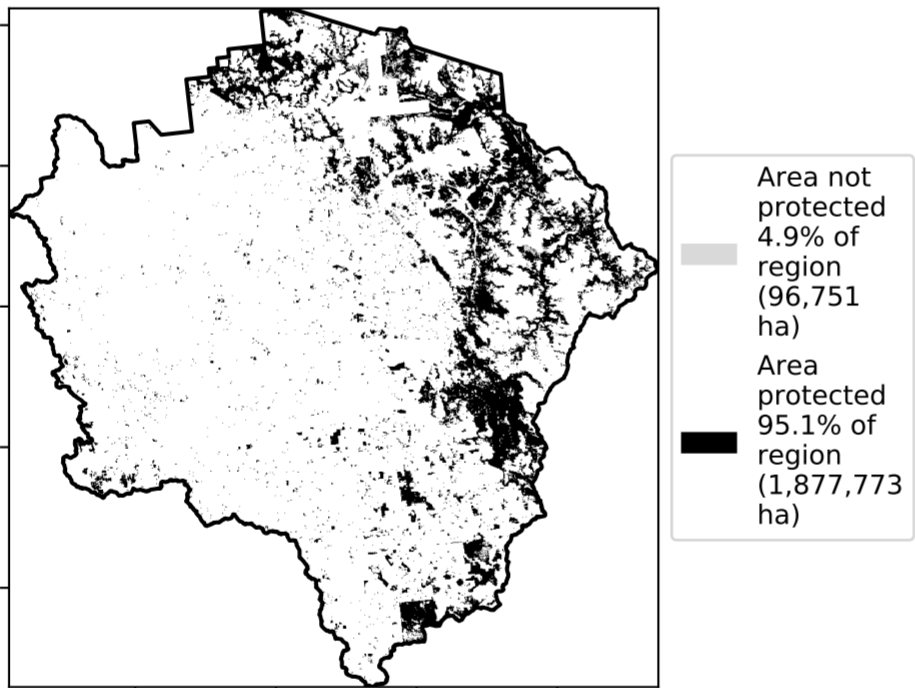 Area not
protected
4.9% of
region
(96,751
ha)
Area
protected
95.1% of
region
(1,877,773
ha)